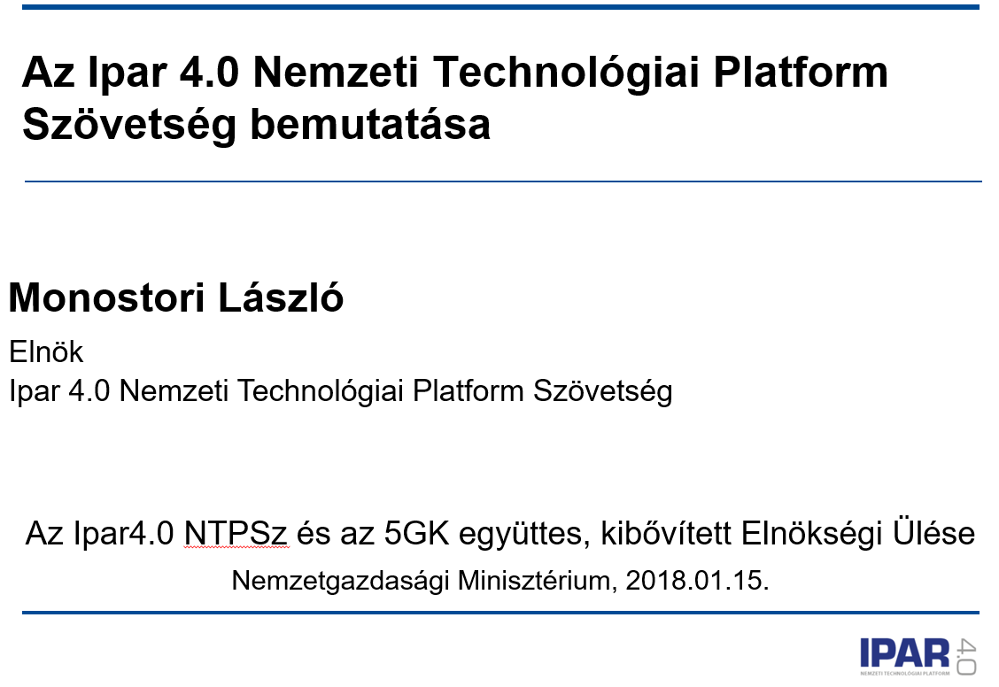 Az Ipar 4.0 Nemzeti Technológiai Platform
Szövetség bemutatása
Monostori László
Elnök
Ipar 4.0 Nemzeti Technológiai Platform Szövetség
Az Ipar4.0 NTPSz és az 5GK együttes, kibővített Elnökségi Ülése
Nemzetgazdasági Minisztérium, 2018.01.15.
IPAR 4.0
NEMZETI TECHNOLÓGIAI PLATFORM